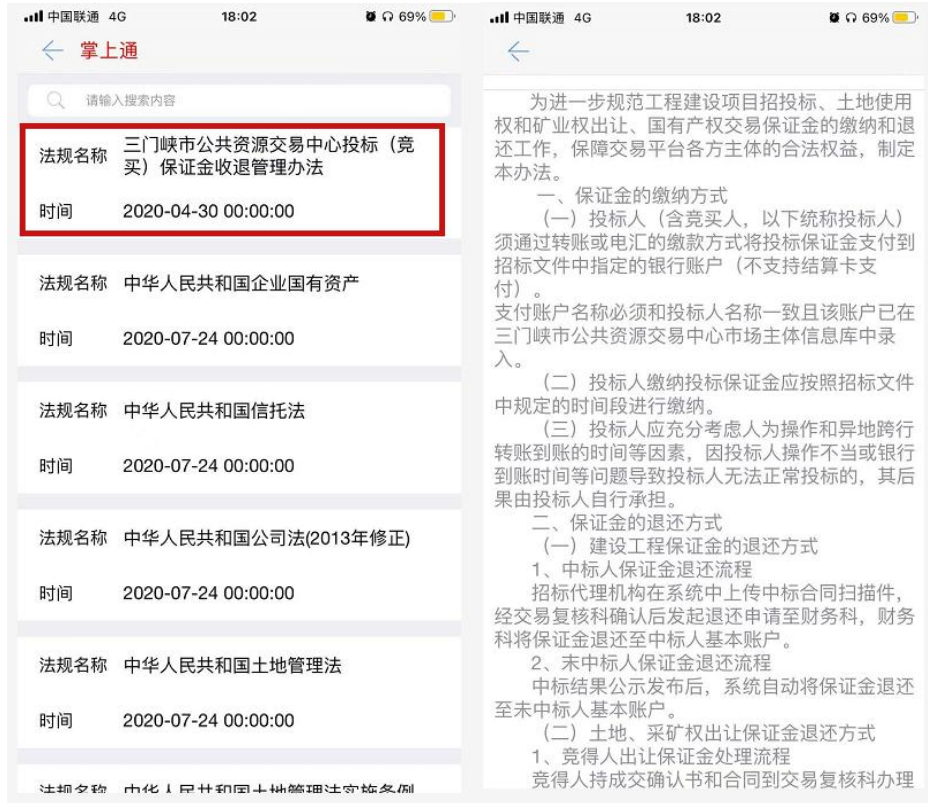 中国联通 4G 18:02 69%
掌上通
请输入搜索内容
法规名称 三门峡市公共资源交易中心投标（竞
买）保证金收退管理办法
时间 2020-04-30 00:00:00
法规名称 中华人民共和国企业国有资产
时间 2020-07-24 00:00:00
法规名称 中华人民共和国信托法
时间 2020-07-24 00:00:00
法规名称 中华人民共和国公司法(2013年修正)
时间 2020-07-24 00:00:00
法规名称 中华人民共和国土地管理法
时间 2020-07-24 00:00:00
法规名称 中华人民共和国土地管理法实施条例
中国联通 4G 18:02 69%
为进一步规范工程建设项目招投标、土地使用
权和矿业权出让、国有产权交易保证金的缴纳和退
还工作，保障交易平台各方主体的合法权益，制定
本办法。
一、保证金的缴纳方式
（一）投标人（含竞买人，以下统称投标人）
须通过转账或电汇的缴款方式将投标保证金支付到
招标文件中指定的银行账户（不支持结算卡支
付）。
支付账户名称必须和投标人名称一致且该账户已在
三门峡市公共资源交易中心市场主体信息库中录
入。
（二）投标人缴纳投标保证金应按照招标文件
中规定的时间段进行缴纳。
（三）投标人应充分考虑人为操作和异地跨行
转账到账的时间等因素，因投标人操作不当或银行
到账时间等问题导致投标人无法正常投标的，其后
果由投标人自行承担。
二、保证金的退还方式
（一）建设工程保证金的退还方式
1、中标人保证金退还流程
招标代理机构在系统中上传中标合同扫描件，
经交易复核科确认后发起退还申请至财务科，财务
科将保证金退还至中标人基本账户。
2、末中标人保证金退还流程
中标结果公示发布后，系统自动将保证金退还
至未中标人基本账户。
（二）土地、采矿权出让保证金退还方式
1、竞得人出让保证金处理流程
竞得人持成交确认书和合同到交易复核科办理